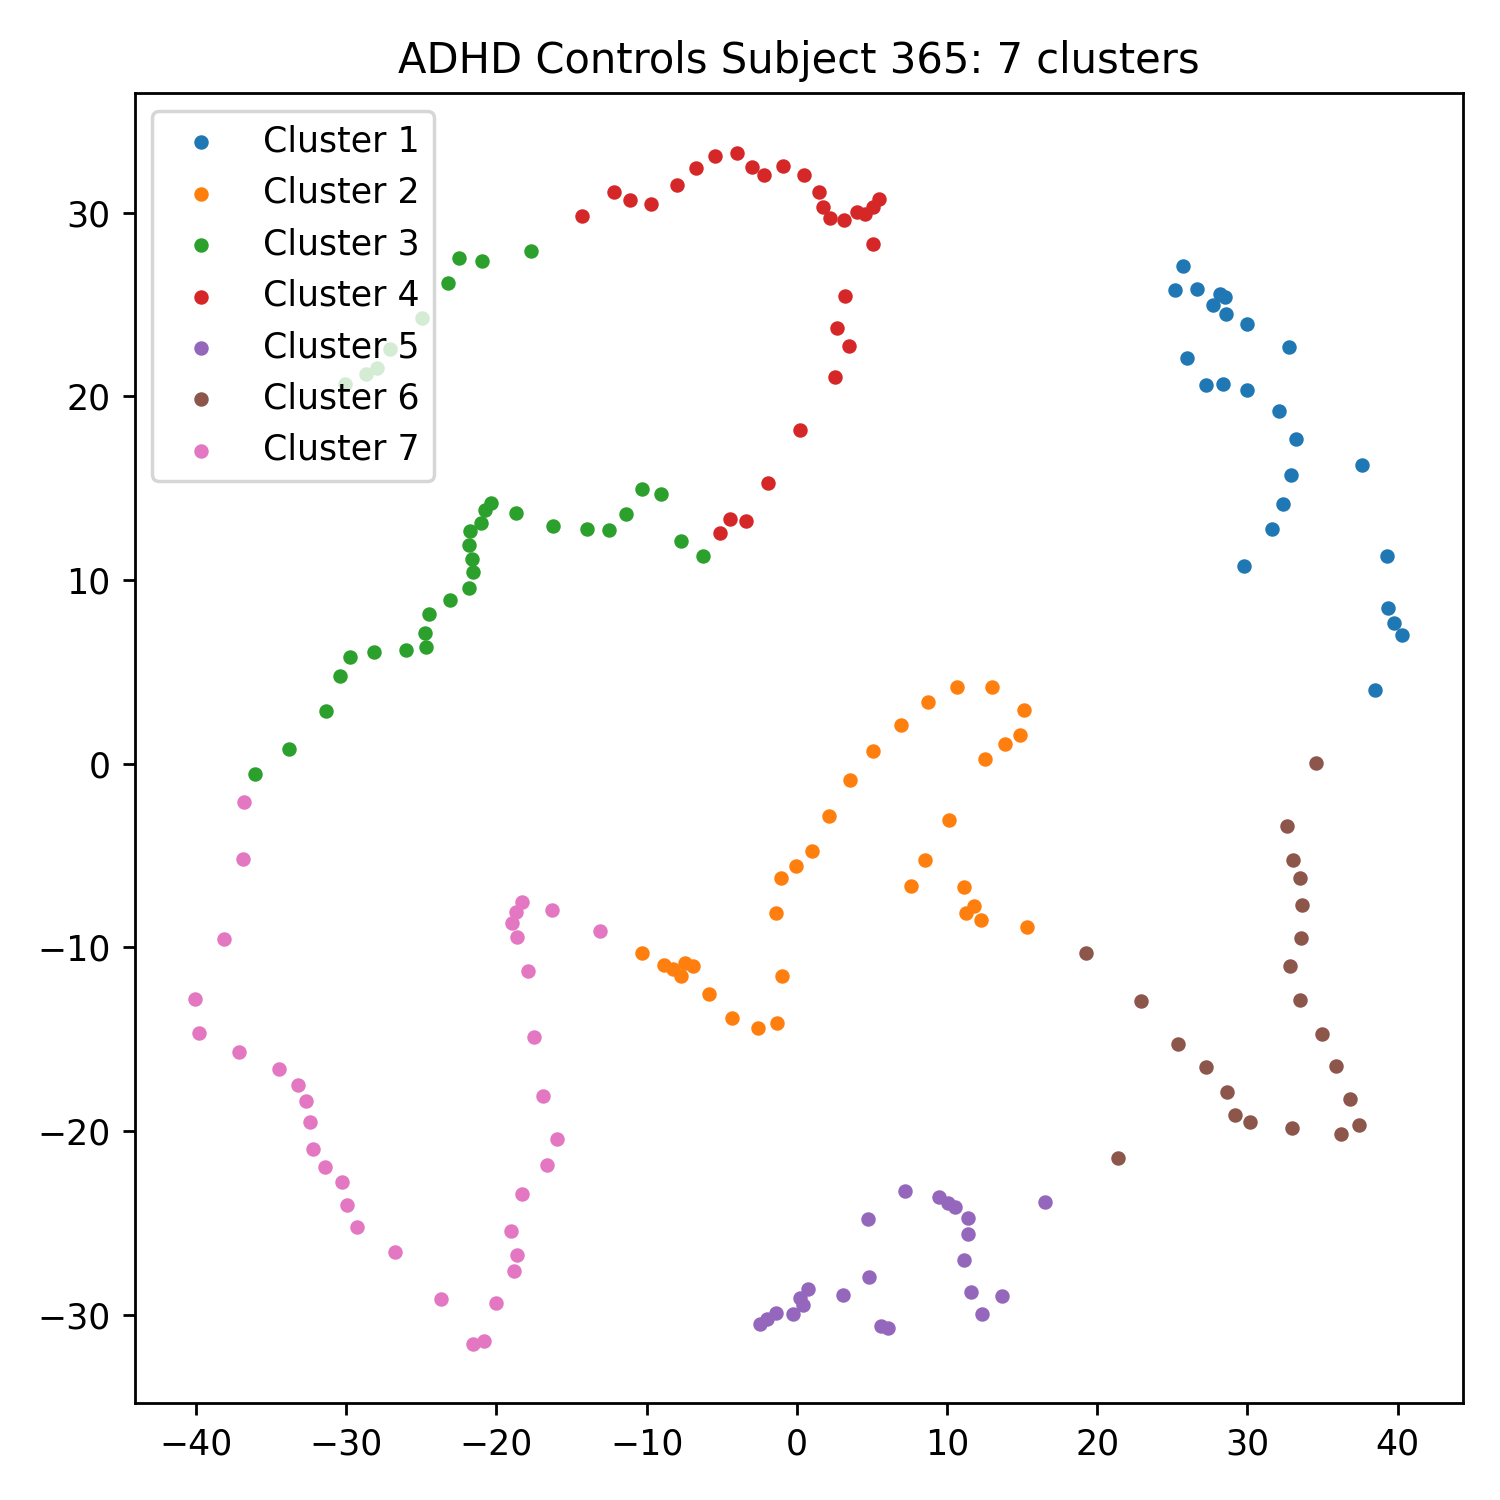 ADHD Controls Subject 365: 7 clusters
Cluster 1
Cluster 2
Cluster 3
Cluster 4
Cluster 5
Cluster 6
Cluster 7
30
20
10
0
−10
−20
−30
−40 −30 −20 −10 0 10 20 30 40